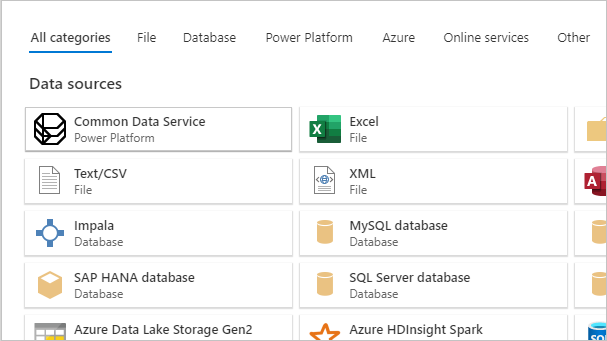 All categories File Database Power Platform Azure Online services Other
Data sources
Common Data Service
Power Platform
Excel
File
Text/CSV
File
XML
File
Impala
Database
MySQL database
Database
SAP HANA database
Database
SQL Server database
Database
Azure Data Lake Storage Gen2
Azure HDInsight Spark